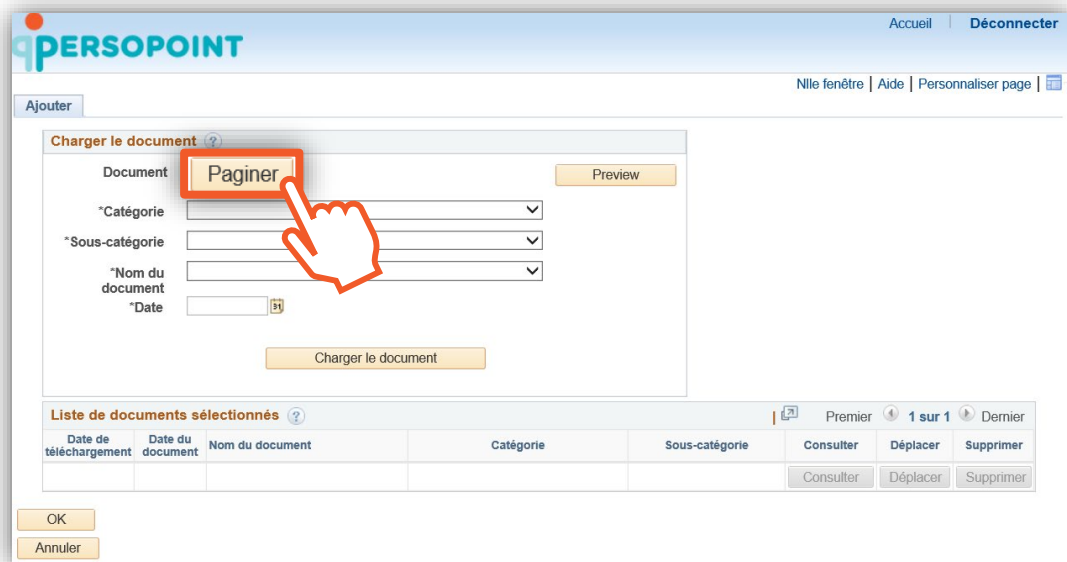 Accueil | Déconnecter
PERSOPOINT
Nlle fenêtre | Aide | Personnaliser page |
Ajouter
Charger le document ?
Document Paginer Preview
*Catégorie
*Sous-catégorie
*Nom du
document
*Date 31
Charger le document
Liste de documents sélectionnés ? | Premier 1 sur 1 Dernier
Date de téléchargement Date du document Nom du document Catégorie Sous-catégorie Consulter Déplacer Supprimer
Consulter Déplacer Supprimer
OK
Annuler